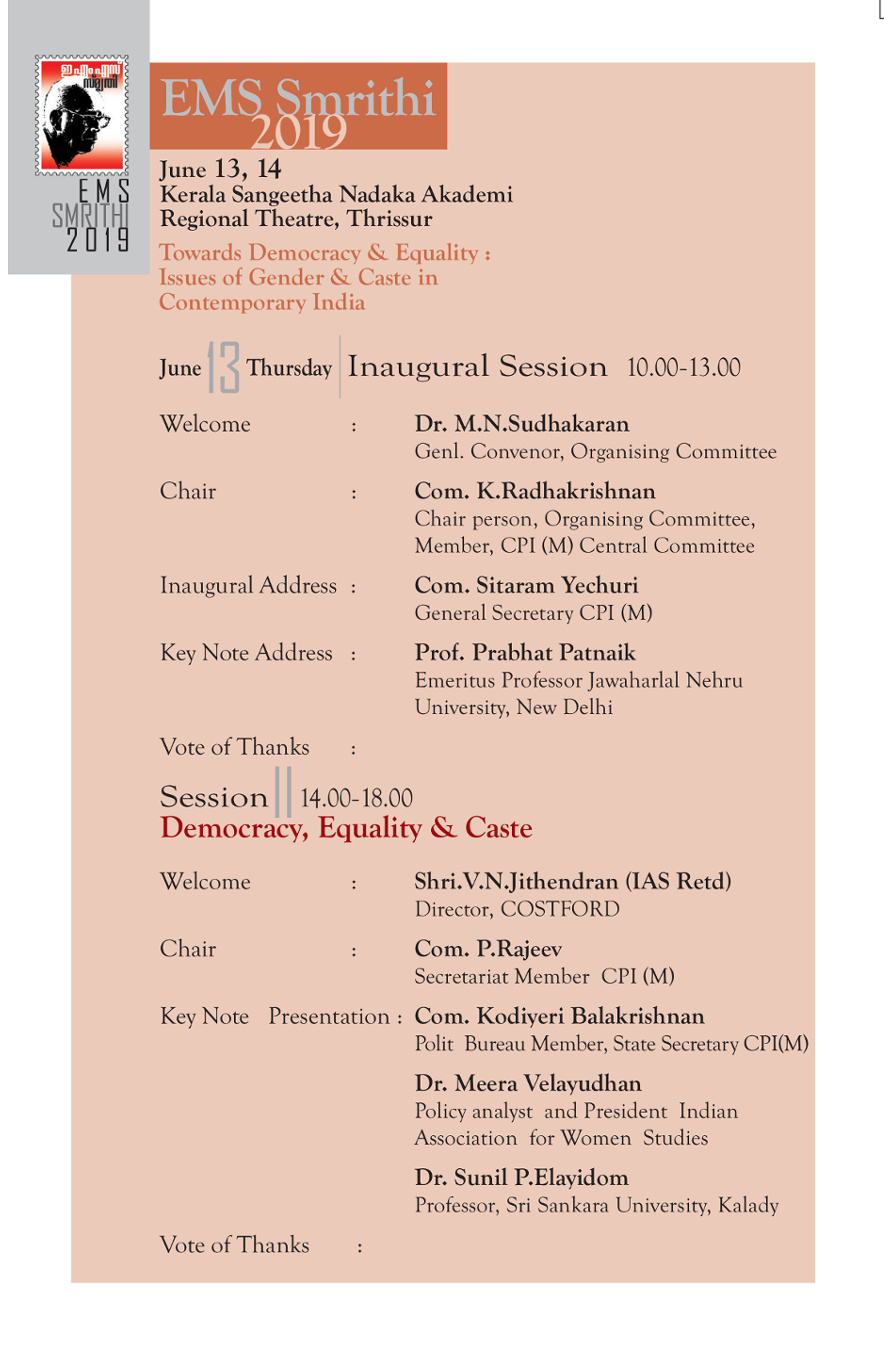 ഇ എം എസ്
സ്മൃതി
EMS
SMRITHI
2019
EMS Smrithi
2019
June 13, 14
Kerala Sangeetha Nadaka Akademi
Regional Theatre, Thrissur
Towards Democracy & Equality :
Issues of Gender & Caste in
Contemporary India
June 13 Thursday Inaugural Session 10.00-13.00
Welcome : Dr. M.N.Sudhakaran
Genl. Convenor, Organising Committee
Chair : Com. K.Radhakrishnan
Chair person, Organising Committee,
Member, CPI (M) Central Committee
Inaugural Address : Com. Sitaram Yechuri
General Secretary CPI (M)
Key Note Address : Prof. Prabhat Patnaik
Emeritus Professor Jawaharlal Nehru
University, New Delhi
Vote of Thanks :
Session II 14.00-18.00
Democracy, Equality & Caste
Welcome : Shri.V.N.Jithendran (IAS Retd)
Director, COSTFORD
Chair : Com. P.Rajeev
Secretariat Member CPI (M)
Key Note Presentation : Com. Kodiyeri Balakrishnan
Polit Bureau Member, State Secretary CPI(M)
Dr. Meera Velayudhan
Policy analyst and President Indian
Association for Women Studies
Dr. Sunil P.Elayidom
Professor, Sri Sankara University, Kalady
Vote of Thanks :